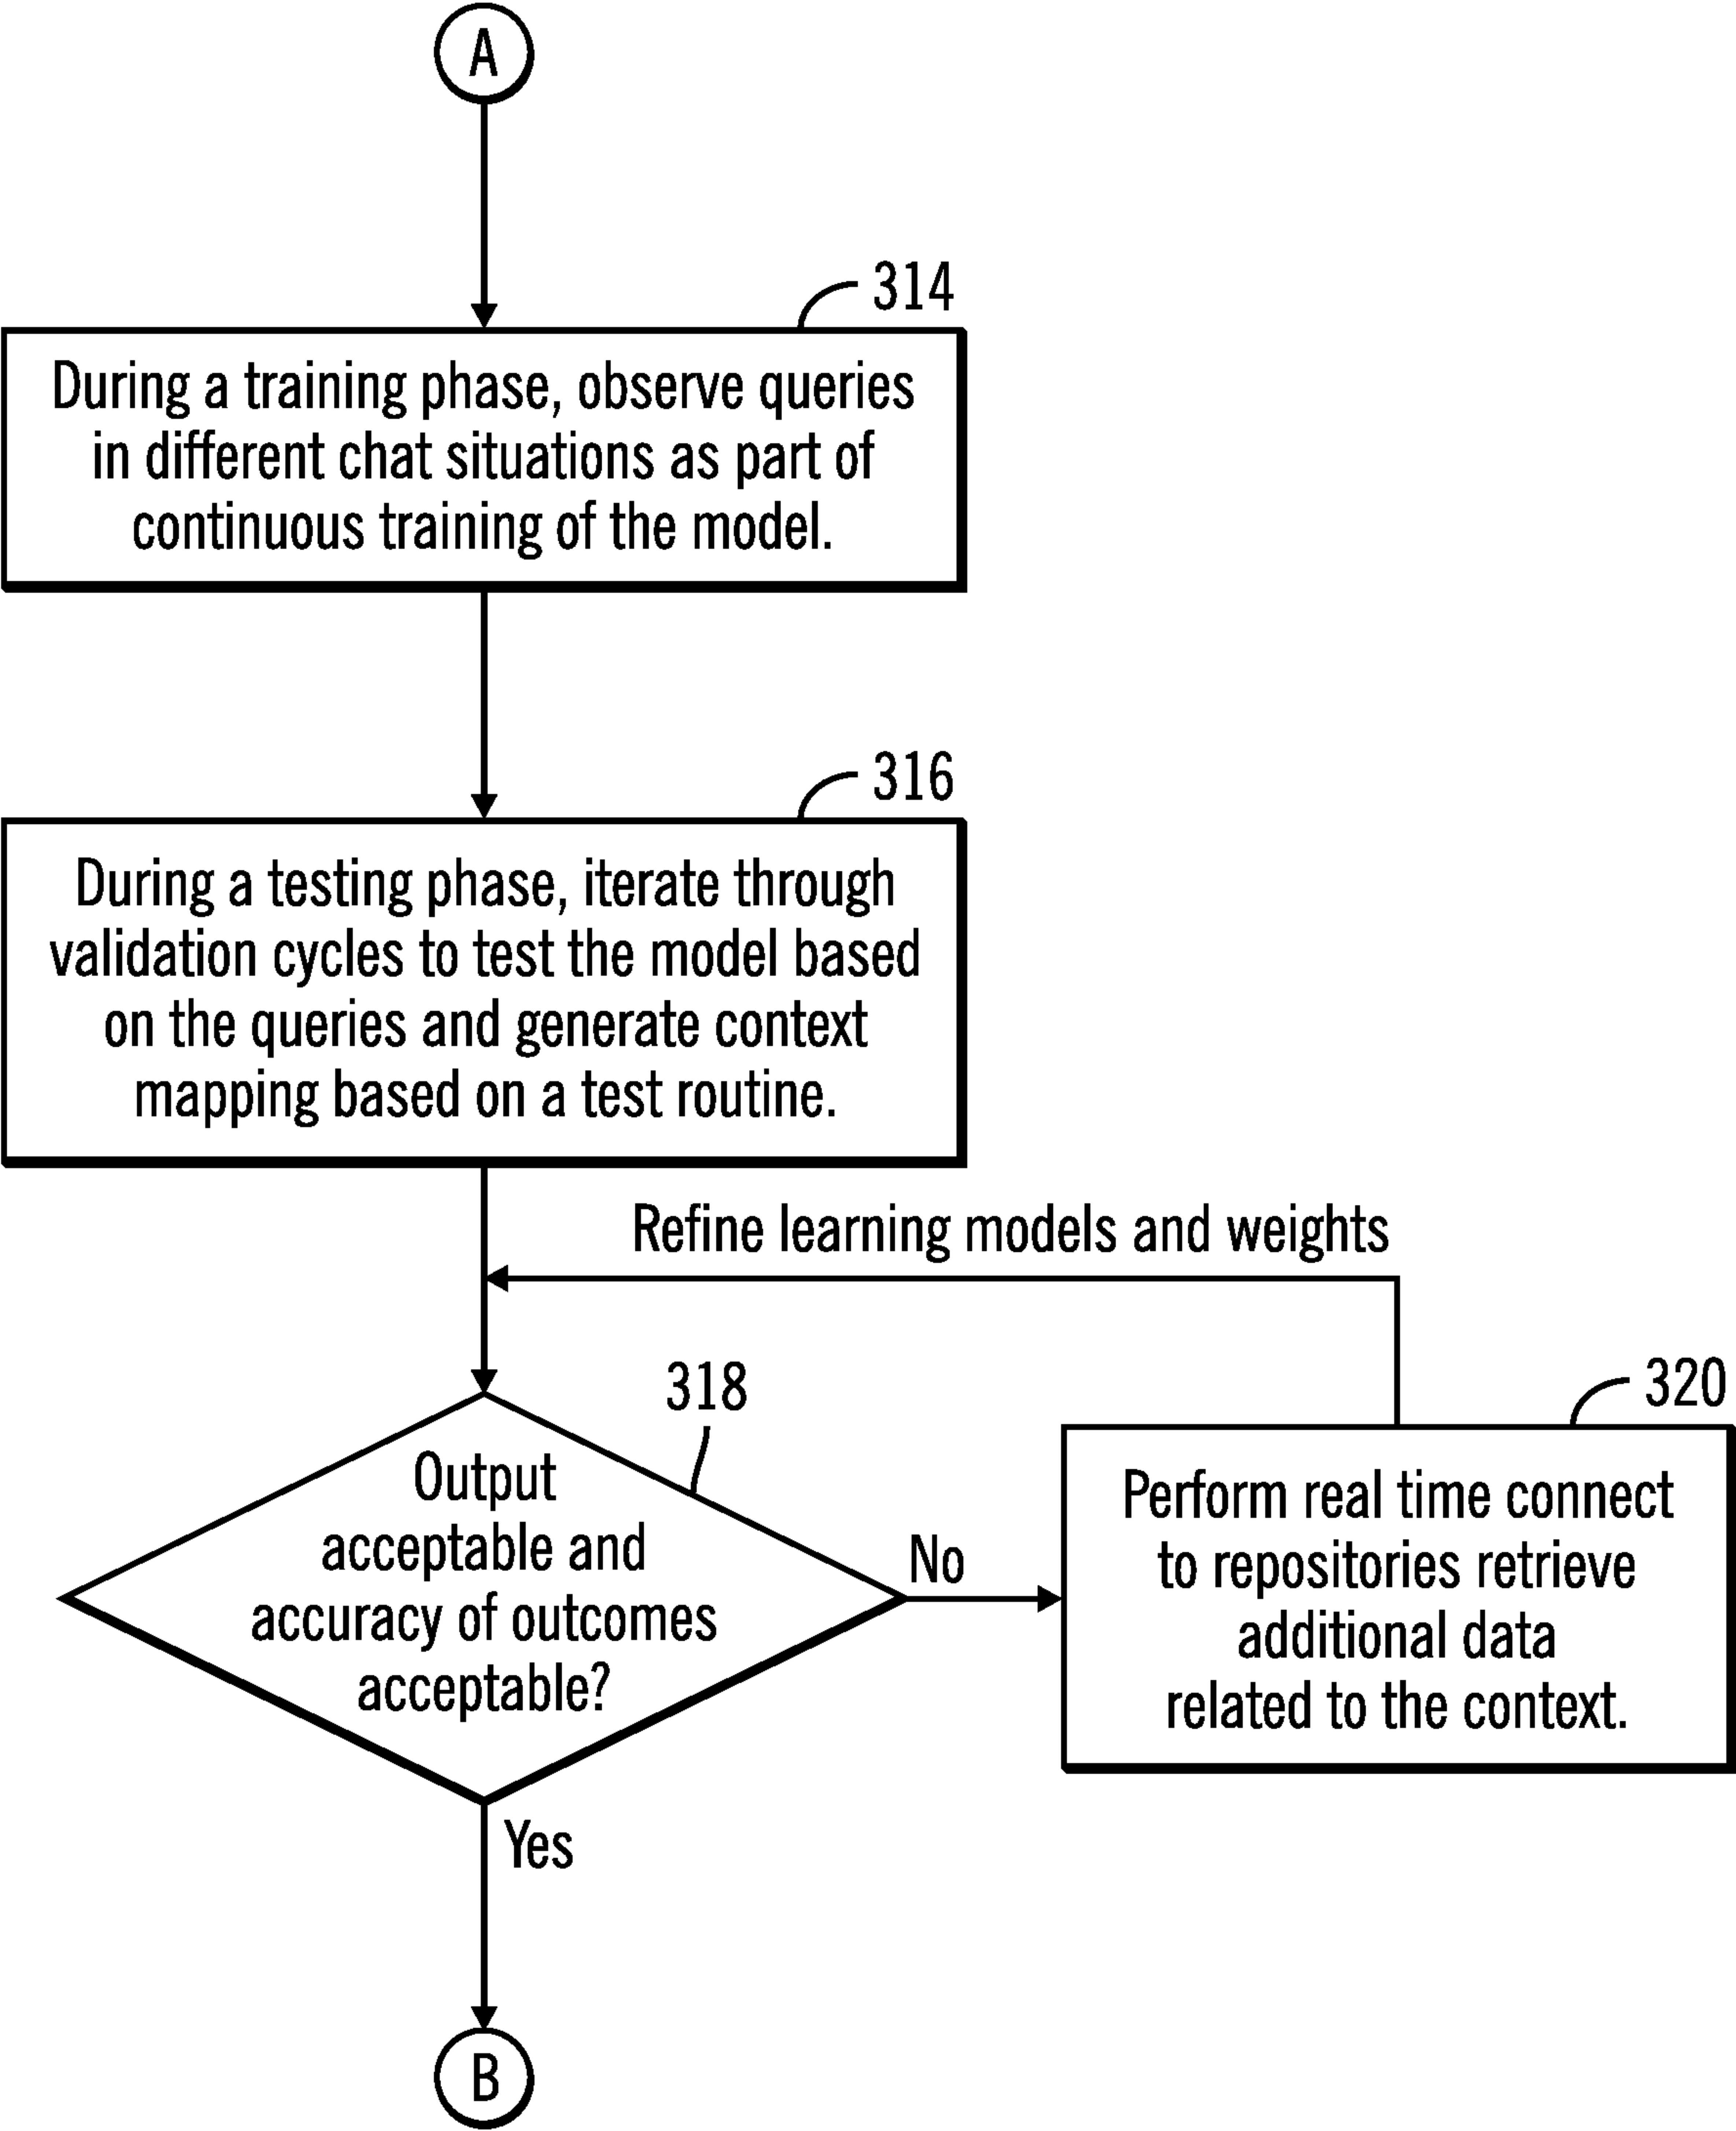 A
314
During a training phase, observe queries
in different chat situations as part of
continuous training of the model.
316
During a testing phase, iterate through
validation cycles to test the model based
on the queries and generate context
mapping based on a test routine.
Refine learning models and weights
318
Output
acceptable and
accuracy of outcomes
acceptable?
No
320
Perform real time connect
to repositories retrieve
additional data
related to the context.
Yes
B